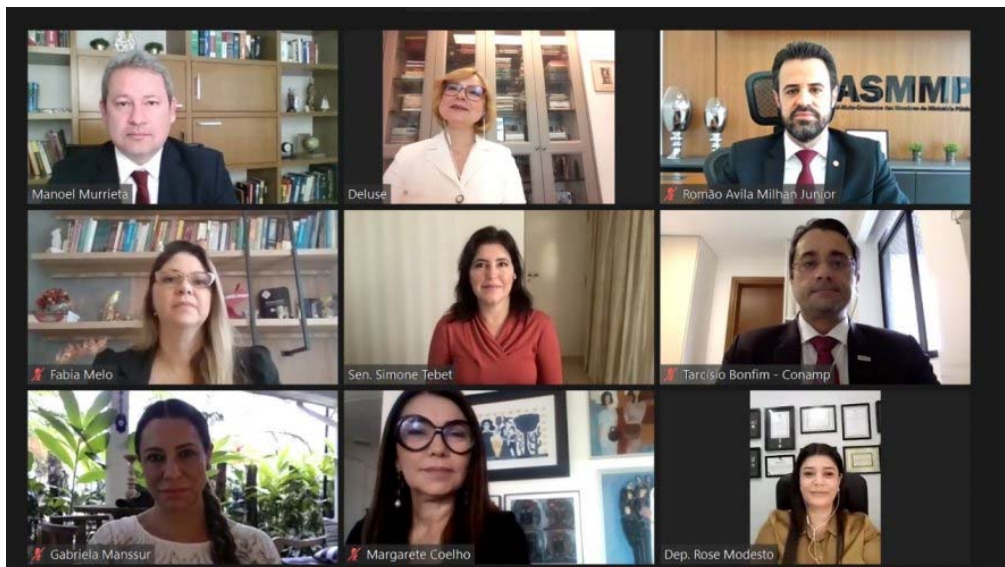 ASMMP
Manoel Murrieta
Deluse
Romão Avila Milhan Junior
Fabia Melo
Sen. Simone Tebet
Tarcísio Bonfim - Conamp
Gabriela Manssur
Margarete Coelho
Dep. Rose Modesto